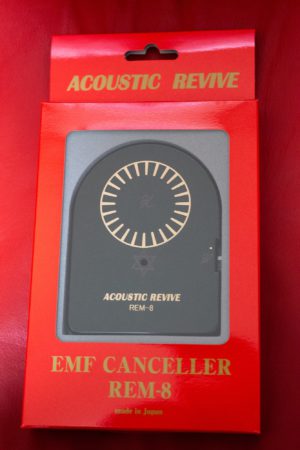 ACOUSTIC REVIVE
ACOUSTIC REVIVE
REM-8
EMF CANCELLER
REM-8
made in Japan